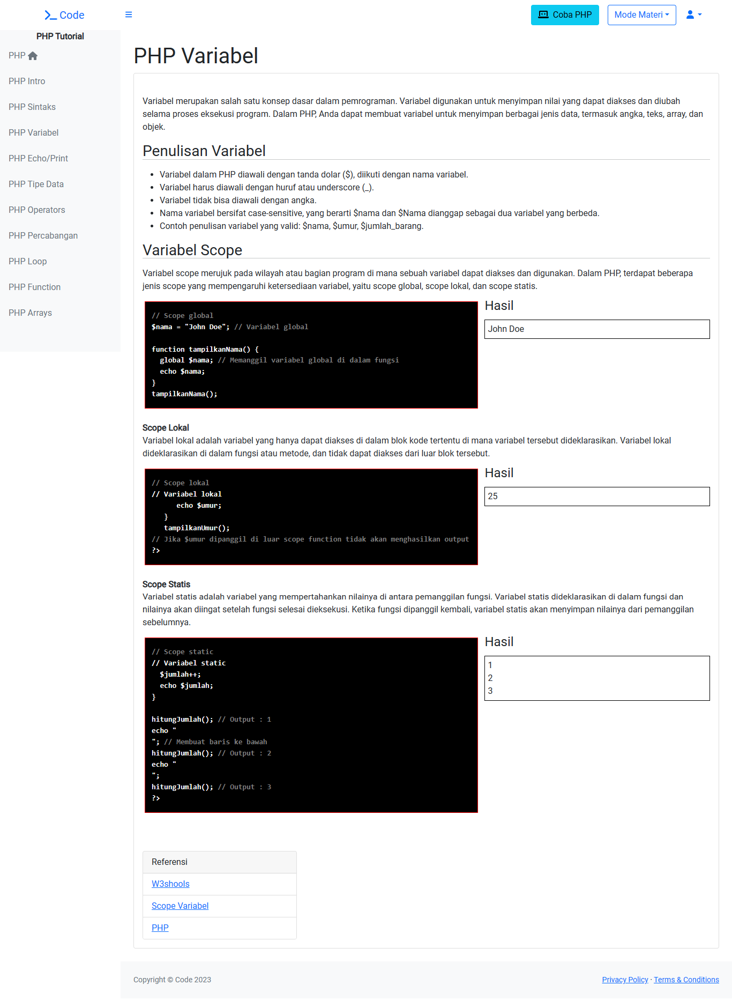 Code
Coba PHP
Mode Materi
PHP Tutorial
PHP
PHP Intro
PHP Sintaks
PHP Variabel
PHP Echo/Print
PHP Tipe Data
PHP Operators
PHP Percabangan
PHP Loop
PHP Function
PHP Arrays
PHP Variabel
Variabel merupakan salah satu konsep dasar dalam pemrograman. Variabel digunakan untuk menyimpan nilai yang dapat diakses dan diubah
selama proses eksekusi program. Dalam PHP, Anda dapat membuat variabel untuk menyimpan berbagai jenis data, termasuk angka, teks, array, dan
objek.
Penulisan Variabel
• Variabel dalam PHP diawali dengan tanda dolar ($), diikuti dengan nama variabel.
• Variabel harus diawali dengan huruf atau underscore (_).
• Variabel tidak bisa diawali dengan angka.
• Nama variabel bersifat case-sensitive, yang berarti $nama dan $Nama dianggap sebagai dua variabel yang berbeda.
• Contoh penulisan variabel yang valid: $nama, $umur, $jumlah_barang.
Variabel Scope
Variabel scope merujuk pada wilayah atau bagian program di mana sebuah variabel dapat diakses dan digunakan. Dalam PHP, terdapat beberapa
jenis scope yang mempengaruhi ketersediaan variabel, yaitu scope global, scope lokal, dan scope statis.
// Scope global
$nama = "John Doe"; // Variabel global
function tampilkanNama() {
  global $nama; // Memanggil variabel global di dalam fungsi
  echo $nama;
}
tampilkanNama();
Hasil
John Doe
Scope Lokal
Variabel lokal adalah variabel yang hanya dapat diakses di dalam blok kode tertentu di mana variabel tersebut dideklarasikan. Variabel lokal
dideklarasikan di dalam fungsi atau metode, dan tidak dapat diakses dari luar blok tersebut.
// Scope lokal
// Variabel lokal
      echo $umur;
   }
   tampilkanUmur();
// Jika $umur dipanggil di luar scope function tidak akan menghasilkan output
?>
Hasil
25
Scope Statis
Variabel statis adalah variabel yang mempertahankan nilainya di antara pemanggilan fungsi. Variabel statis dideklarasikan di dalam fungsi dan
nilainya akan diingat setelah fungsi selesai dieksekusi. Ketika fungsi dipanggil kembali, variabel statis akan menyimpan nilainya dari pemanggilan
sebelumnya.
// Scope static
// Variabel static
  $jumlah++;
  echo $jumlah;
}
hitungJumlah(); // Output : 1
echo "
"; // Membuat baris ke bawah
hitungJumlah(); // Output : 2
echo "
";
hitungJumlah(); // Output : 3
?>
Hasil
1
2
3
Referensi
W3shools
Scope Variabel
PHP
Copyright © Code 2023
Privacy Policy · Terms & Conditions